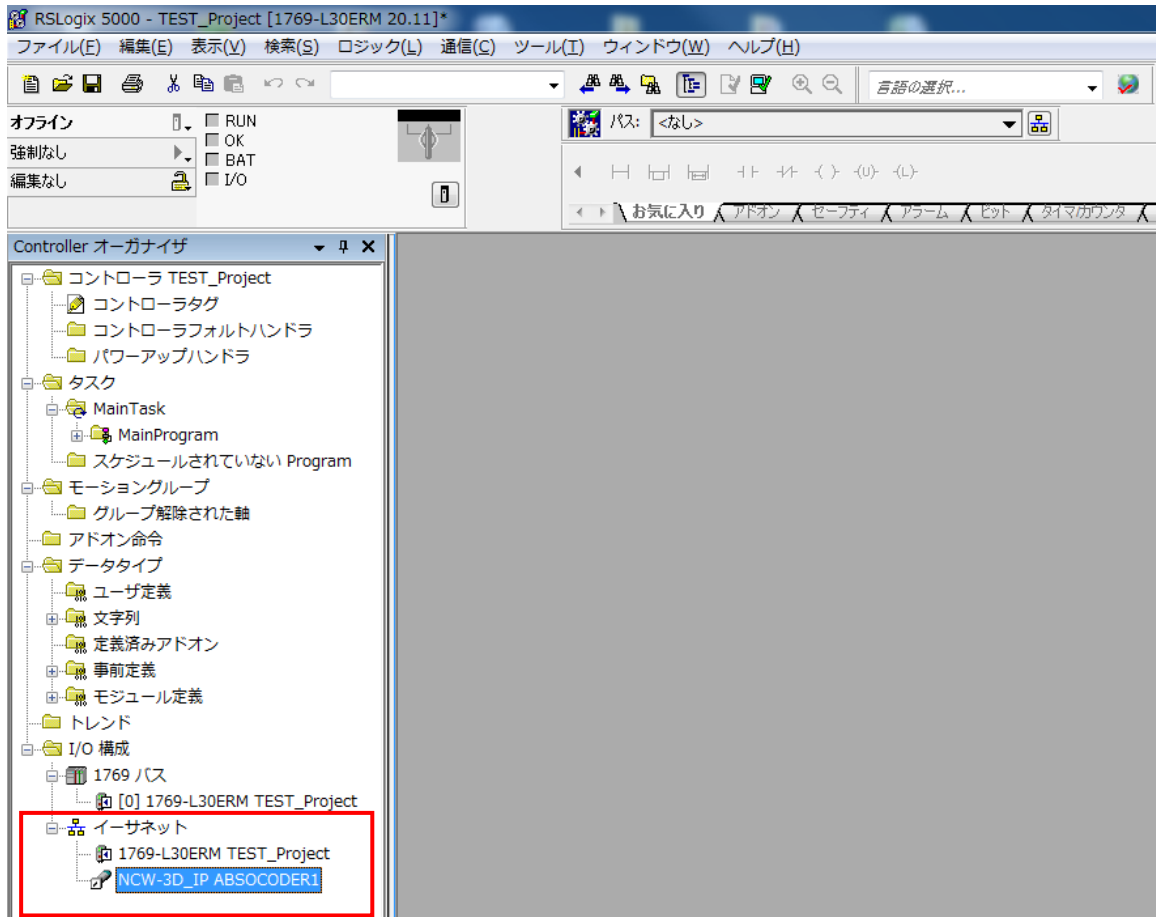 RSLogix 5000 - TEST_Project [1769-L30ERM 20.11]*
ファイル(F) 編集(E) 表示(V) 検索(S) ロジック(L) 通信(C) ツール(T) ウィンドウ(W) ヘルプ(H)
言語の選択...
オフライン
RUN
パス: <なし>
OK
強制なし
BAT
編集なし
I/O
お気に入り アドオン セーフティ アラーム ビット タイマ/カウンタ
Controller オーガナイザ
コントローラ TEST_Project
コントローラタグ
コントローラフォルトハンドラ
パワーアップハンドラ
タスク
MainTask
MainProgram
スケジュールされていない Program
モーショングループ
グループ解除された軸
アドオン命令
データタイプ
ユーザ定義
文字列
定義済みアドオン
事前定義
モジュール定義
トレンド
I/O 構成
1769 バス
[0] 1769-L30ERM TEST_Project
イーサネット
1769-L30ERM TEST_Project
NCW-3D_IP ABSOCODER1